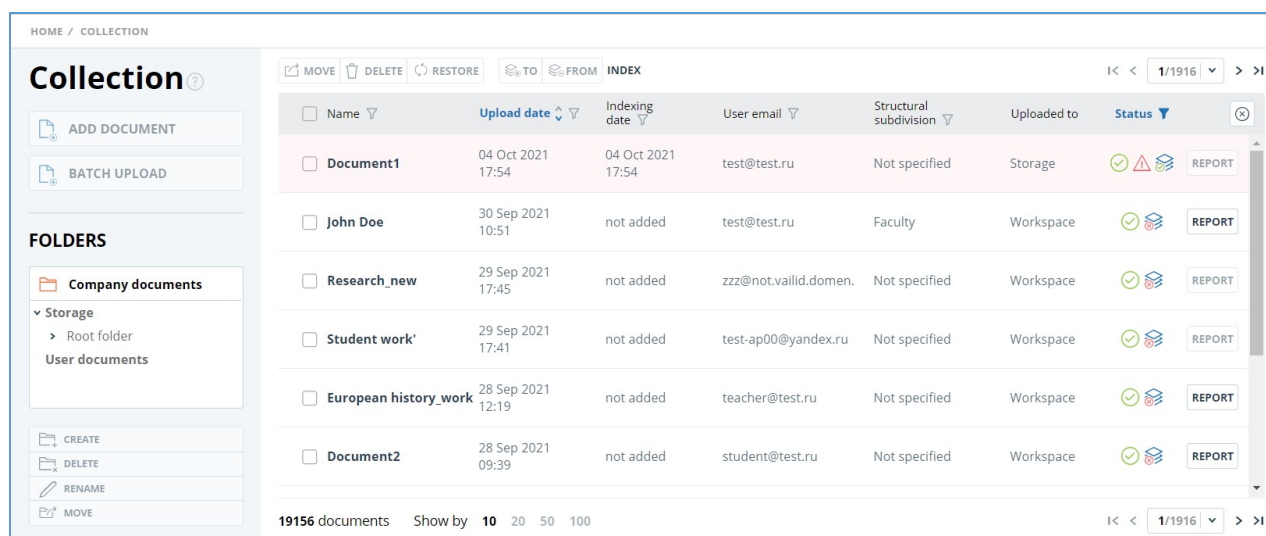 HOME / COLLECTION
Collection ?
MOVE DELETE RESTORE TO FROM INDEX
1/1916
ADD DOCUMENT
BATCH UPLOAD
FOLDERS
Company documents
Storage
Root folder
User documents
CREATE
DELETE
RENAME
MOVE
Name Upload date Indexing date User email Structural subdivision Uploaded to Status
Document1 04 Oct 2021 17:54 04 Oct 2021 17:54 test@test.ru Not specified Storage REPORT
John Doe 30 Sep 2021 10:51 not added test@test.ru Faculty Workspace REPORT
Research_new 29 Sep 2021 17:45 not added zzz@not.vailid.domen. Not specified Workspace REPORT
Student work' 29 Sep 2021 17:41 not added test-ap00@yandex.ru Not specified Workspace REPORT
European history_work 28 Sep 2021 12:19 not added teacher@test.ru Not specified Workspace REPORT
Document2 28 Sep 2021 09:39 not added student@test.ru Not specified Workspace REPORT
19156 documents Show by 10 20 50 100
1/1916